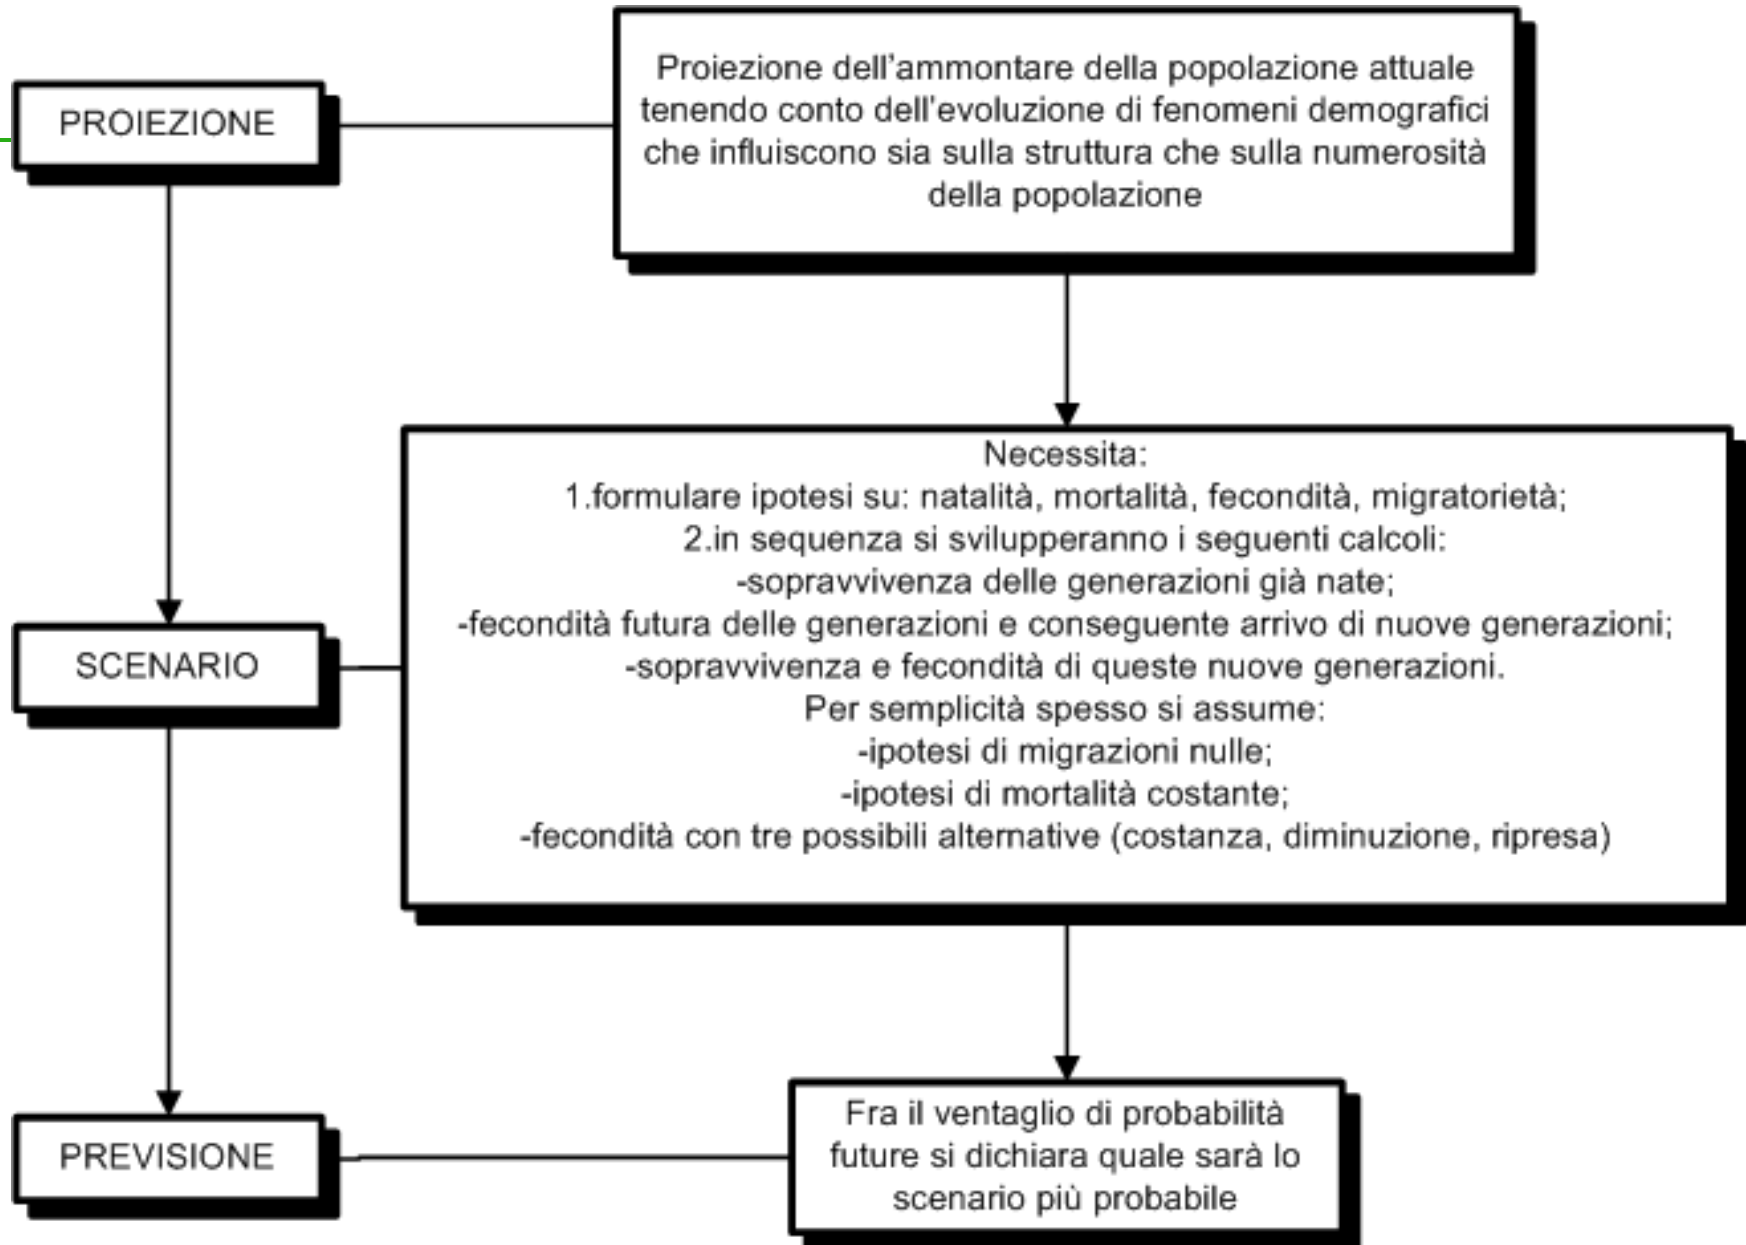 PROIEZIONE
Proiezione dell'ammontare della popolazione attuale
tenendo conto dell'evoluzione di fenomeni demografici
che influiscono sia sulla struttura che sulla numerosità
della popolazione
SCENARIO
Necessita:
1.formulare ipotesi su: natalità, mortalità, fecondità, migratorietà;
2.in sequenza si svilupperanno i seguenti calcoli:
-sopravvivenza delle generazioni già nate;
-fecondità futura delle generazioni e conseguente arrivo di nuove generazioni;
-sopravvivenza e fecondità di queste nuove generazioni.
Per semplicità spesso si assume:
-ipotesi di migrazioni nulle;
-ipotesi di mortalità costante;
-fecondità con tre possibili alternative (costanza, diminuzione, ripresa)
PREVISIONE
Fra il ventaglio di probabilità
future si dichiara quale sarà lo
scenario più probabile